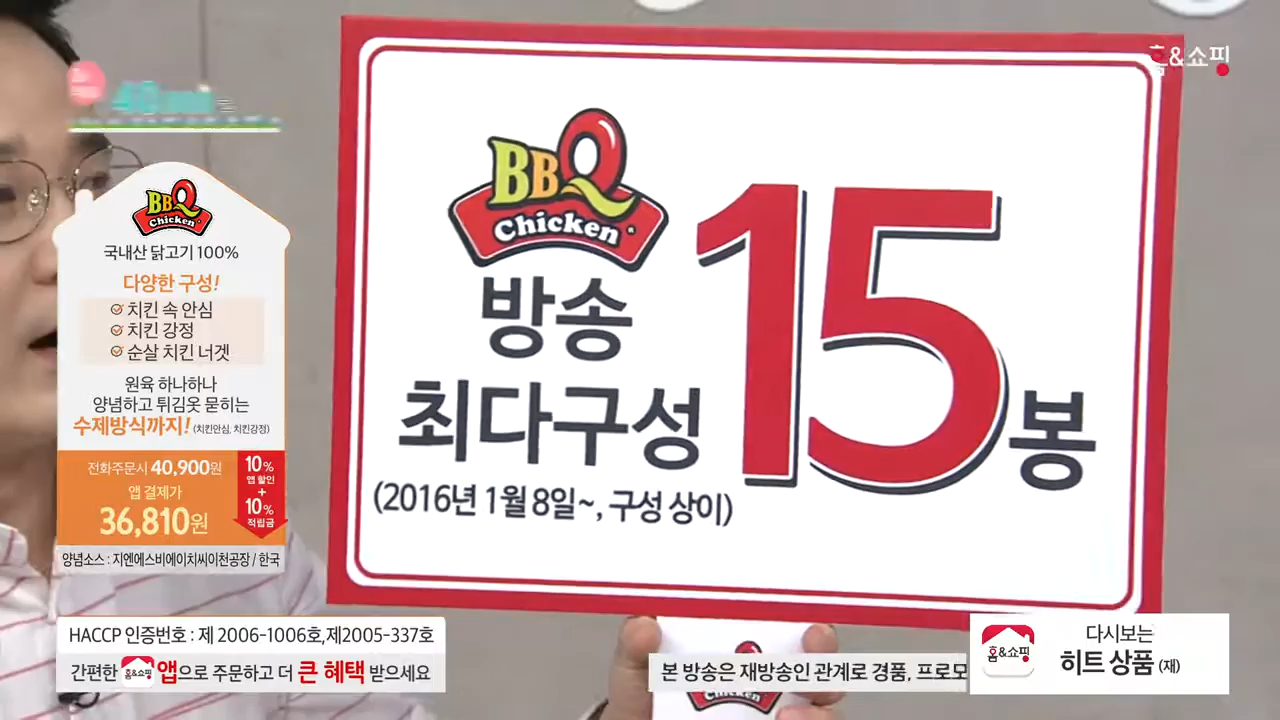 홈&쇼핑
BBQ
Chicken
방송
최다구성
15봉
(2016년 1월 8일~, 구성 상이)
BBQ
Chicken
국내산 닭고기 100%
다양한 구성!
치킨 속 안심
치킨 강정
순살 치킨 너겟
원육 하나하나
양념하고 튀김옷 묻히는
수제방식까지! (치킨안심, 치킨강정)
전화주문시 40,900원
앱 결제가
36,810원
10%
앱 할인
+
10%
적립금
양념소스 : 지엔에스비에이치씨이천공장 / 한국
HACCP 인증번호 : 제 2006-1006호,제2005-337호
간편한 홈&쇼핑 앱으로 주문하고 더 큰 혜택 받으세요
Chicken
본 방송은 재방송인 관계로 경품, 프로모
홈&쇼핑
다시보는
히트 상품 (재)